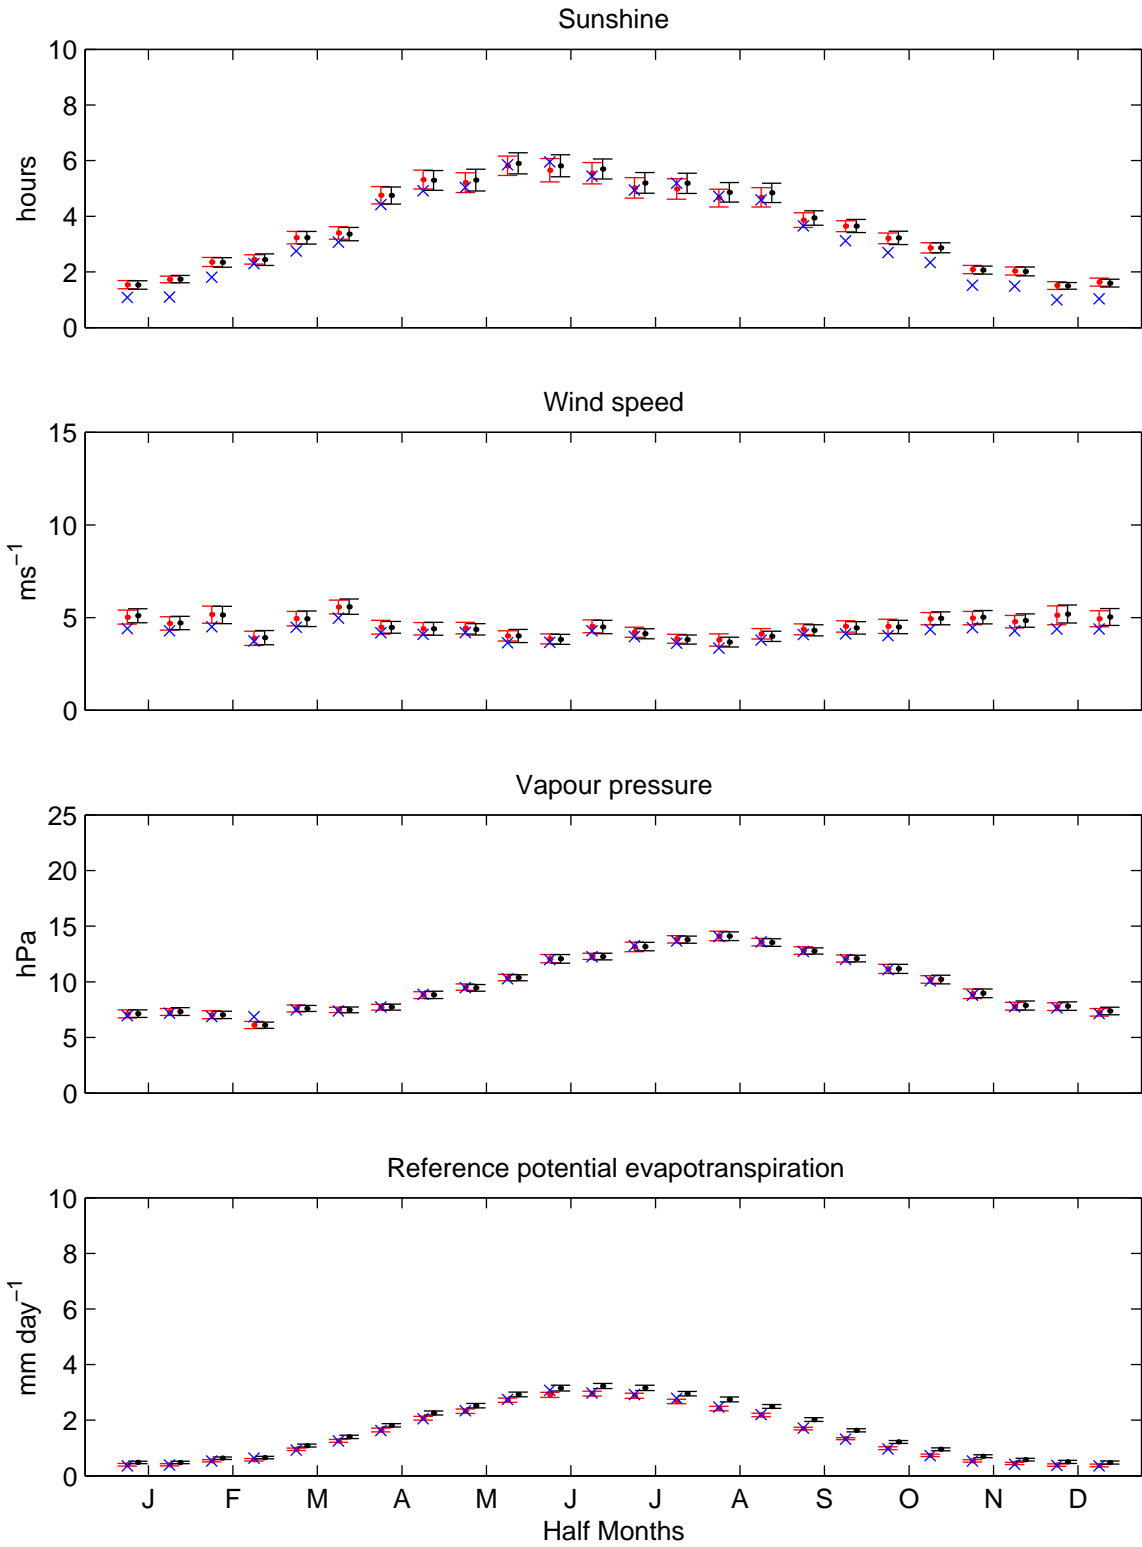 Sunshine
10
8
6
4
2
0
hours
Wind speed
15
10
5
0
ms⁻¹
Vapour pressure
25
20
15
10
5
0
hPa
Reference potential evapotranspiration
10
8
6
4
2
0
mm day⁻¹
J F M A M J J A S O N D
Half Months